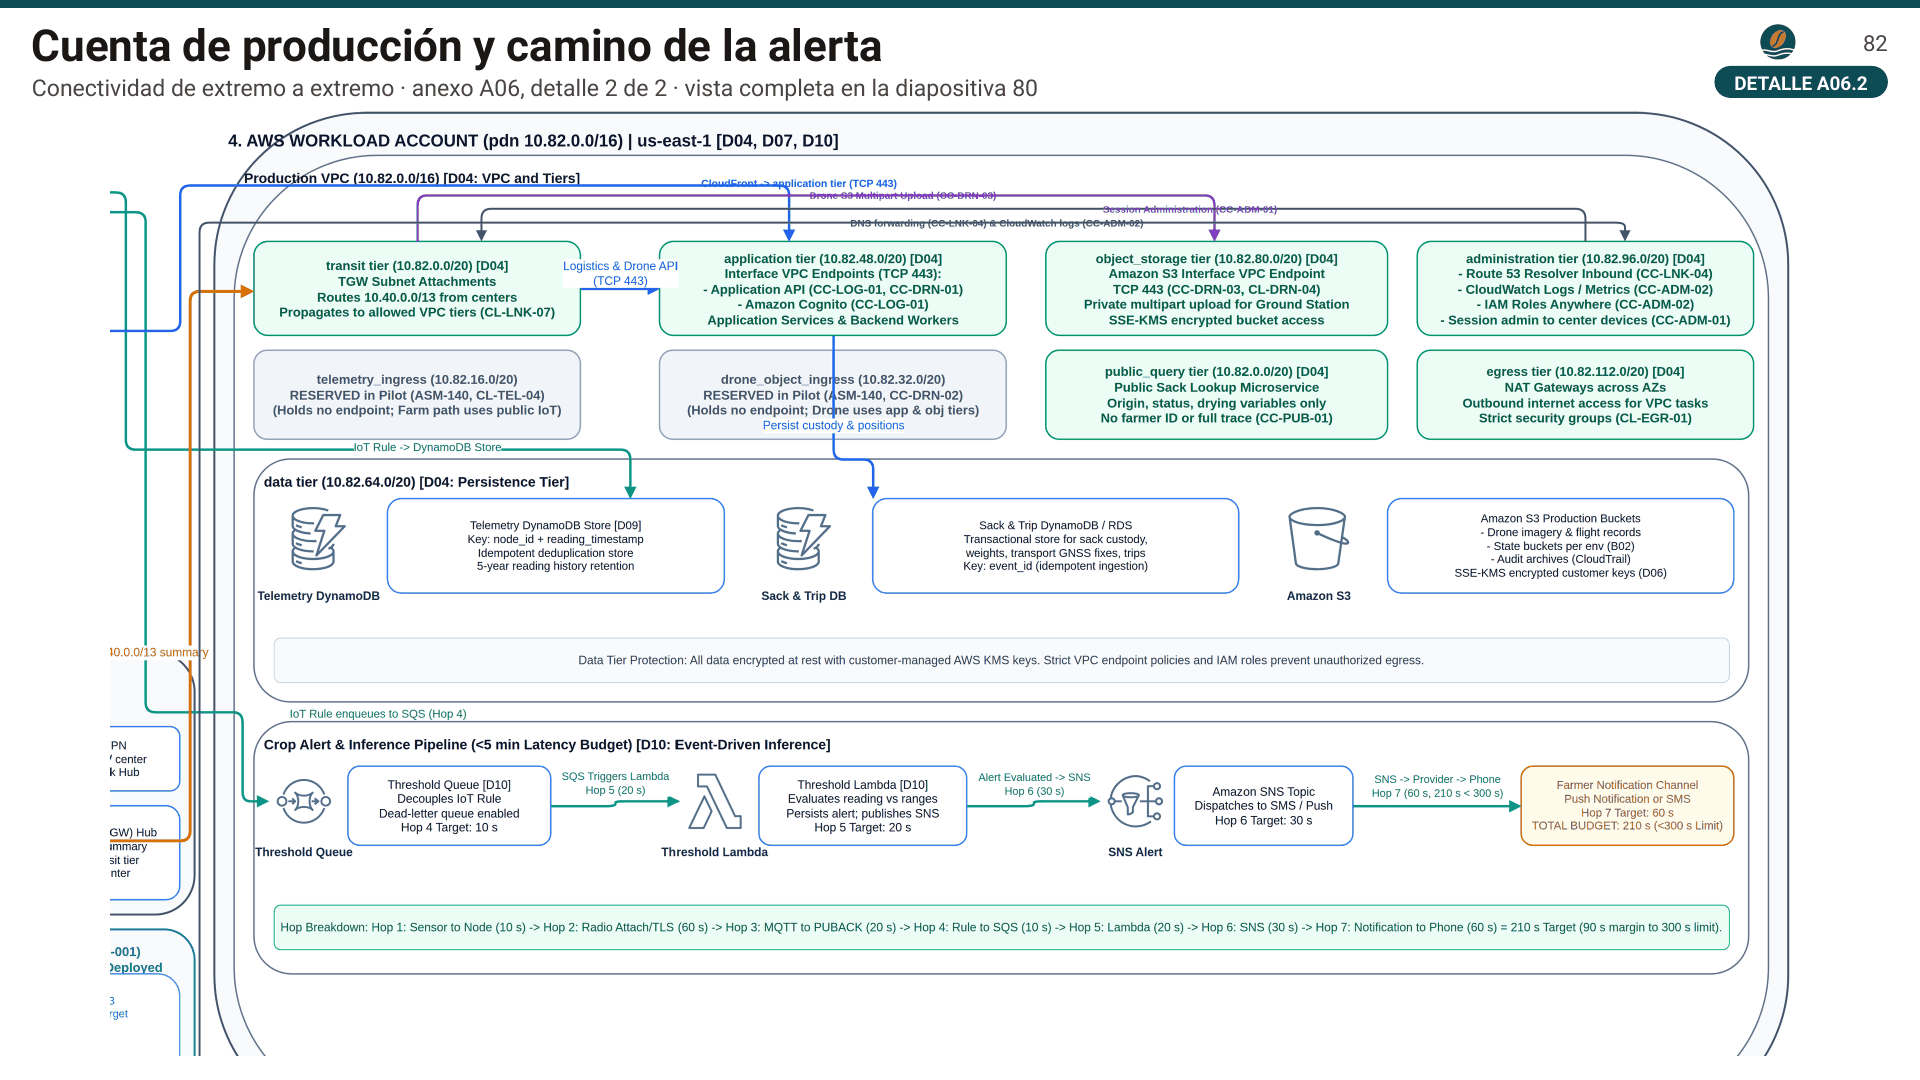 Cuenta de producción y camino de la alerta
82
Conectividad de extremo a extremo · anexo A06, detalle 2 de 2 · vista completa en la diapositiva 80
DETALLE A06.2
4. AWS WORKLOAD ACCOUNT (pdn 10.82.0.0/16) | us-east-1 [D04, D07, D10]
Production VPC (10.82.0.0/16) [D04: VPC and Tiers]
CloudFront -> application tier (TCP 443)
Drone S3 Multipart Upload (CC-DRN-03)
Session Administration (CC-ADM-01)
DNS forwarding (CC-LNK-04) & CloudWatch logs (CC-ADM-02)
transit tier (10.82.0.0/20) [D04]
TGW Subnet Attachments
Routes 10.40.0.0/13 from centers
Propagates to allowed VPC tiers (CL-LNK-07)
Logistics & Drone API
(TCP 443)
application tier (10.82.48.0/20) [D04]
Interface VPC Endpoints (TCP 443):
- Application API (CC-LOG-01, CC-DRN-01)
- Amazon Cognito (CC-LOG-01)
Application Services & Backend Workers
object_storage tier (10.82.80.0/20) [D04]
Amazon S3 Interface VPC Endpoint
TCP 443 (CC-DRN-03, CL-DRN-04)
Private multipart upload for Ground Station
SSE-KMS encrypted bucket access
administration tier (10.82.96.0/20) [D04]
- Route 53 Resolver Inbound (CC-LNK-04)
- CloudWatch Logs / Metrics (CC-ADM-02)
- IAM Roles Anywhere (CC-ADM-02)
- Session admin to center devices (CC-ADM-01)
telemetry_ingress (10.82.16.0/20)
RESERVED in Pilot (ASM-140, CL-TEL-04)
(Holds no endpoint; Farm path uses public IoT)
drone_object_ingress (10.82.32.0/20)
RESERVED in Pilot (ASM-140, CC-DRN-02)
(Holds no endpoint; Drone uses app & obj tiers)
Persist custody & positions
public_query tier (10.82.0.0/20) [D04]
Public Sack Lookup Microservice
Origin, status, drying variables only
No farmer ID or full trace (CC-PUB-01)
egress tier (10.82.112.0/20) [D04]
NAT Gateways across AZs
Outbound internet access for VPC tasks
Strict security groups (CL-EGR-01)
IoT Rule -> DynamoDB Store
data tier (10.82.64.0/20) [D04: Persistence Tier]
Telemetry DynamoDB
Telemetry DynamoDB Store [D09]
Key: node_id + reading_timestamp
Idempotent deduplication store
5-year reading history retention
Sack & Trip DB
Sack & Trip DynamoDB / RDS
Transactional store for sack custody,
weights, transport GNSS fixes, trips
Key: event_id (idempotent ingestion)
Amazon S3
Amazon S3 Production Buckets
- Drone imagery & flight records
- State buckets per env (B02)
- Audit archives (CloudTrail)
SSE-KMS encrypted customer keys (D06)
Data Tier Protection: All data encrypted at rest with customer-managed AWS KMS keys. Strict VPC endpoint policies and IAM roles prevent unauthorized egress.
40.0.0/13 summary
IoT Rule enqueues to SQS (Hop 4)
Crop Alert & Inference Pipeline (<5 min Latency Budget) [D10: Event-Driven Inference]
Threshold Queue
Threshold Queue [D10]
Decouples IoT Rule
Dead-letter queue enabled
Hop 4 Target: 10 s
SQS Triggers Lambda
Hop 5 (20 s)
Threshold Lambda
Threshold Lambda [D10]
Evaluates reading vs ranges
Persists alert; publishes SNS
Hop 5 Target: 20 s
Alert Evaluated -> SNS
Hop 6 (30 s)
SNS Alert
Amazon SNS Topic
Dispatches to SMS / Push
Hop 6 Target: 30 s
SNS -> Provider -> Phone
Hop 7 (60 s, 210 s < 300 s)
Farmer Notification Channel
Push Notification or SMS
Hop 7 Target: 60 s
TOTAL BUDGET: 210 s (<300 s Limit)
Hop Breakdown: Hop 1: Sensor to Node (10 s) -> Hop 2: Radio Attach/TLS (60 s) -> Hop 3: MQTT to PUBACK (20 s) -> Hop 4: Rule to SQS (10 s) -> Hop 5: Lambda (20 s) -> Hop 6: SNS (30 s) -> Hop 7: Notification to Phone (60 s) = 210 s Target (90 s margin to 300 s limit).
PN
center
k Hub
GW) Hub
ummary
sit tier
nter
-001)
Deployed
3
rget